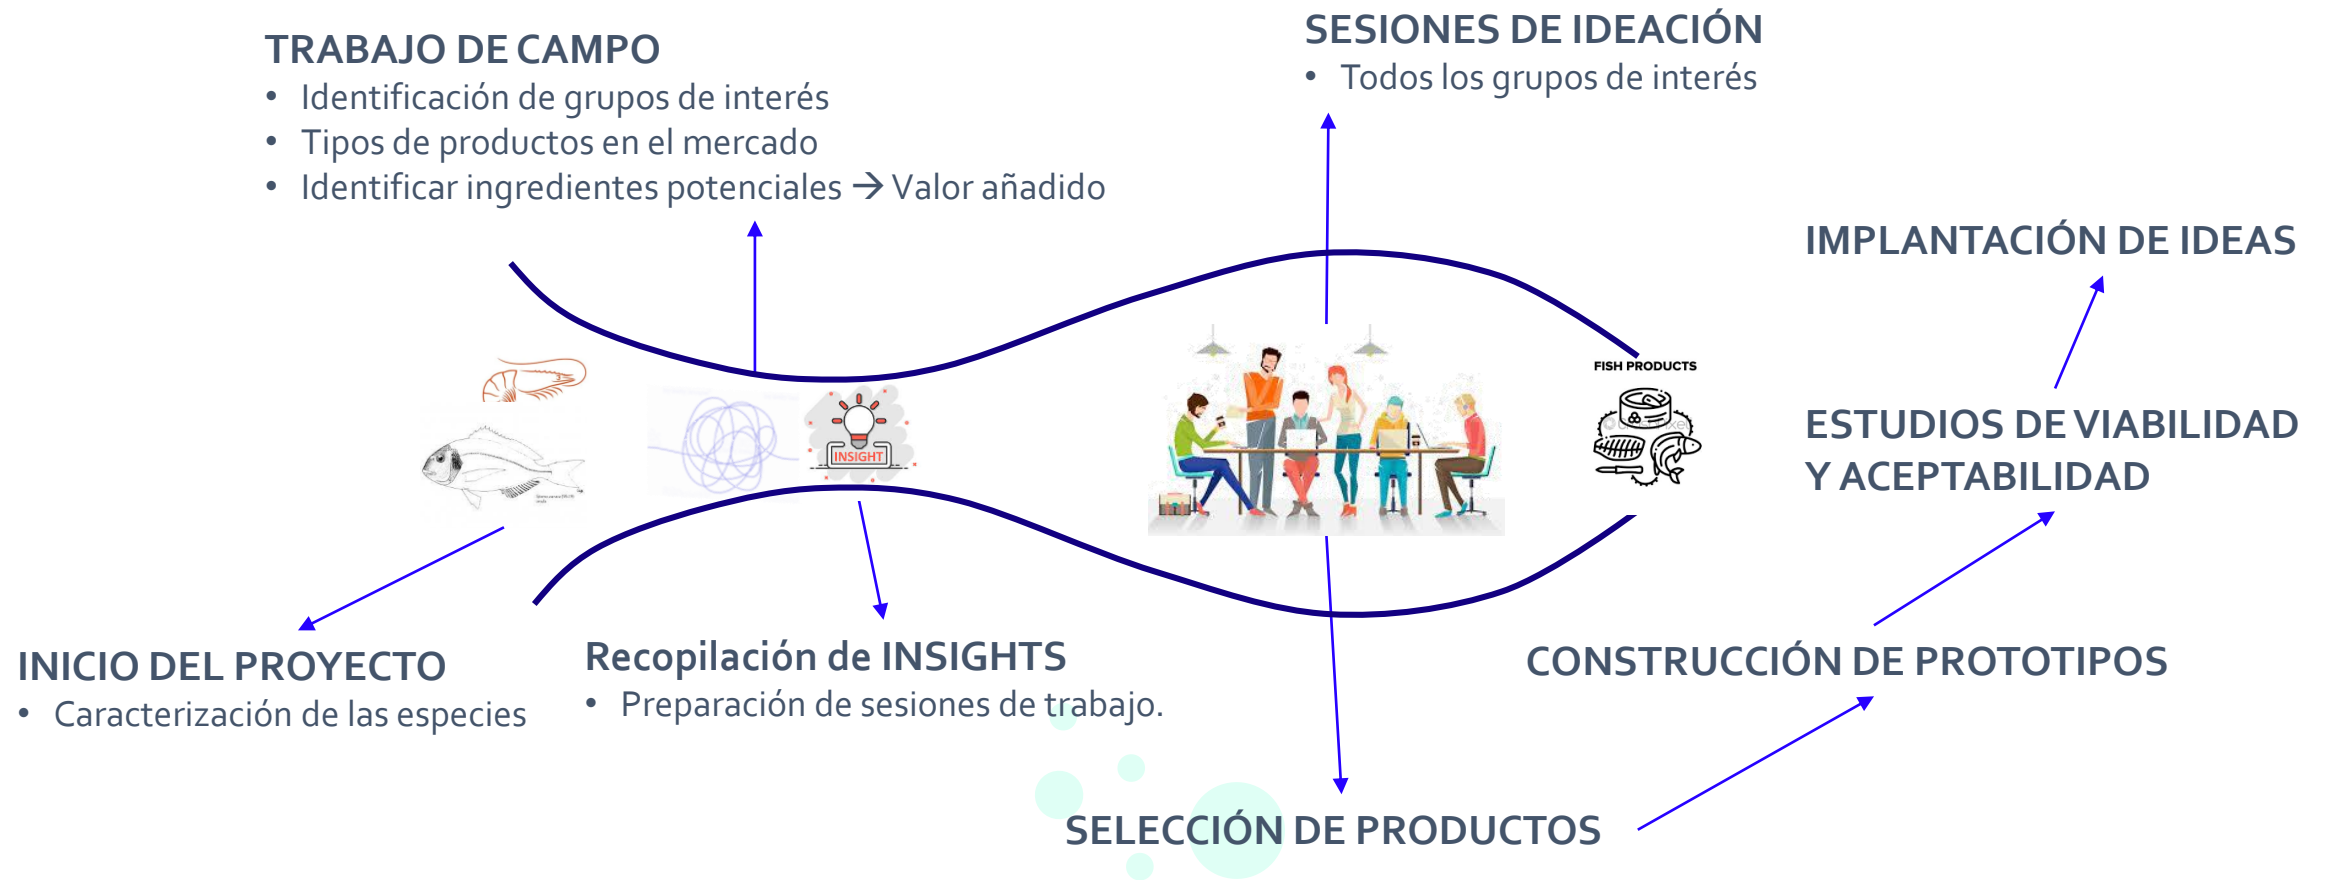 TRABAJO DE CAMPO
• Identificación de grupos de interés
• Tipos de productos en el mercado
• Identificar ingredientes potenciales → Valor añadido
SESIONES DE IDEACIÓN
• Todos los grupos de interés
IMPLANTACIÓN DE IDEAS
FISH PRODUCTS
INSIGHT
ESTUDIOS DE VIABILIDAD
Y ACEPTABILIDAD
INICIO DEL PROYECTO
• Caracterización de las especies
Recopilación de INSIGHTS
• Preparación de sesiones de trabajo.
CONSTRUCCIÓN DE PROTOTIPOS
SELECCIÓN DE PRODUCTOS